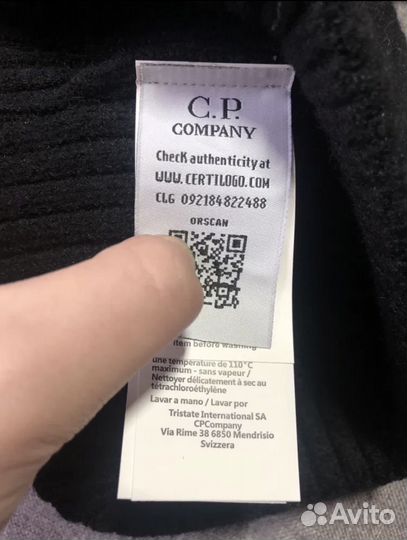 C.P.
COMPANY
Check authenticity at
WWW.CERTILOGO.COM
CLG 092184822488
ORSCAN
item before washing
une température de 110°C
maximum - sans vapeur /
Nettoyer délicatement à sec au
tétrachloroéthylène
Lavar a mano / Lavar por
Tristate International SA
CPCompany
Via Rime 38 6850 Mendrisio
Svizzera
Avito